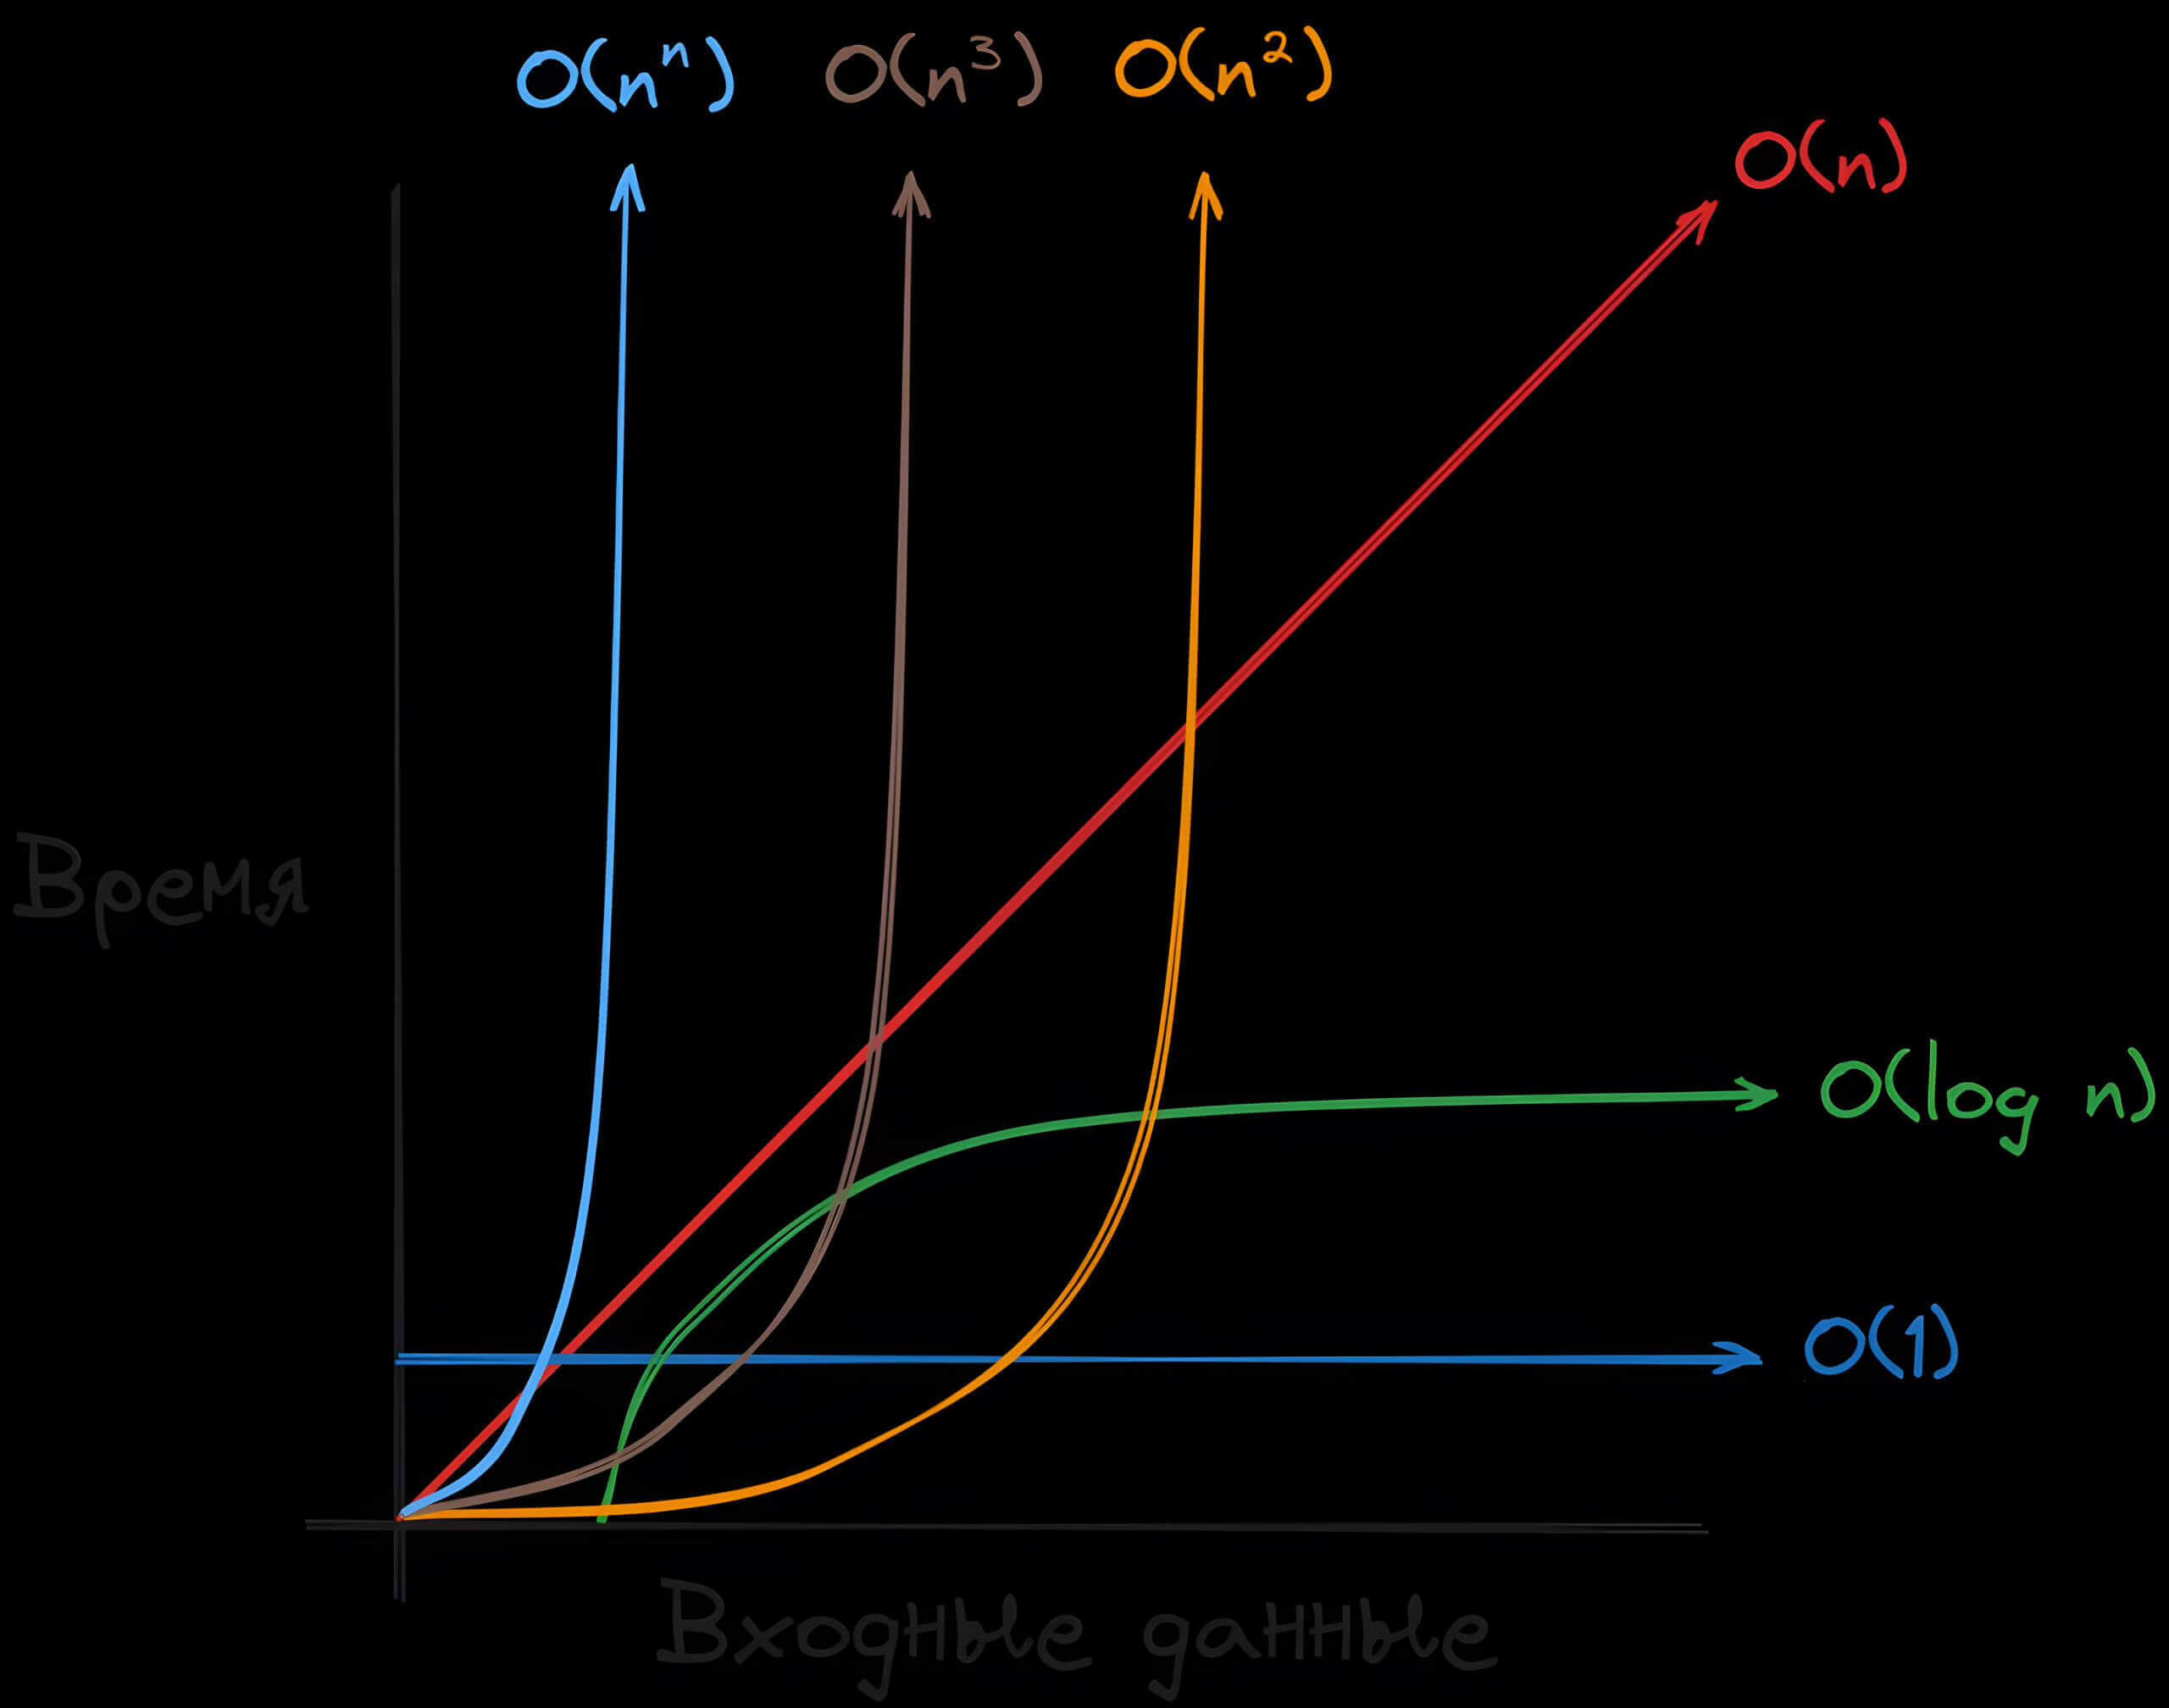 O(nⁿ) O(n³) O(n²)
O(n)
Время
O(log n)
O(1)
Входные данные